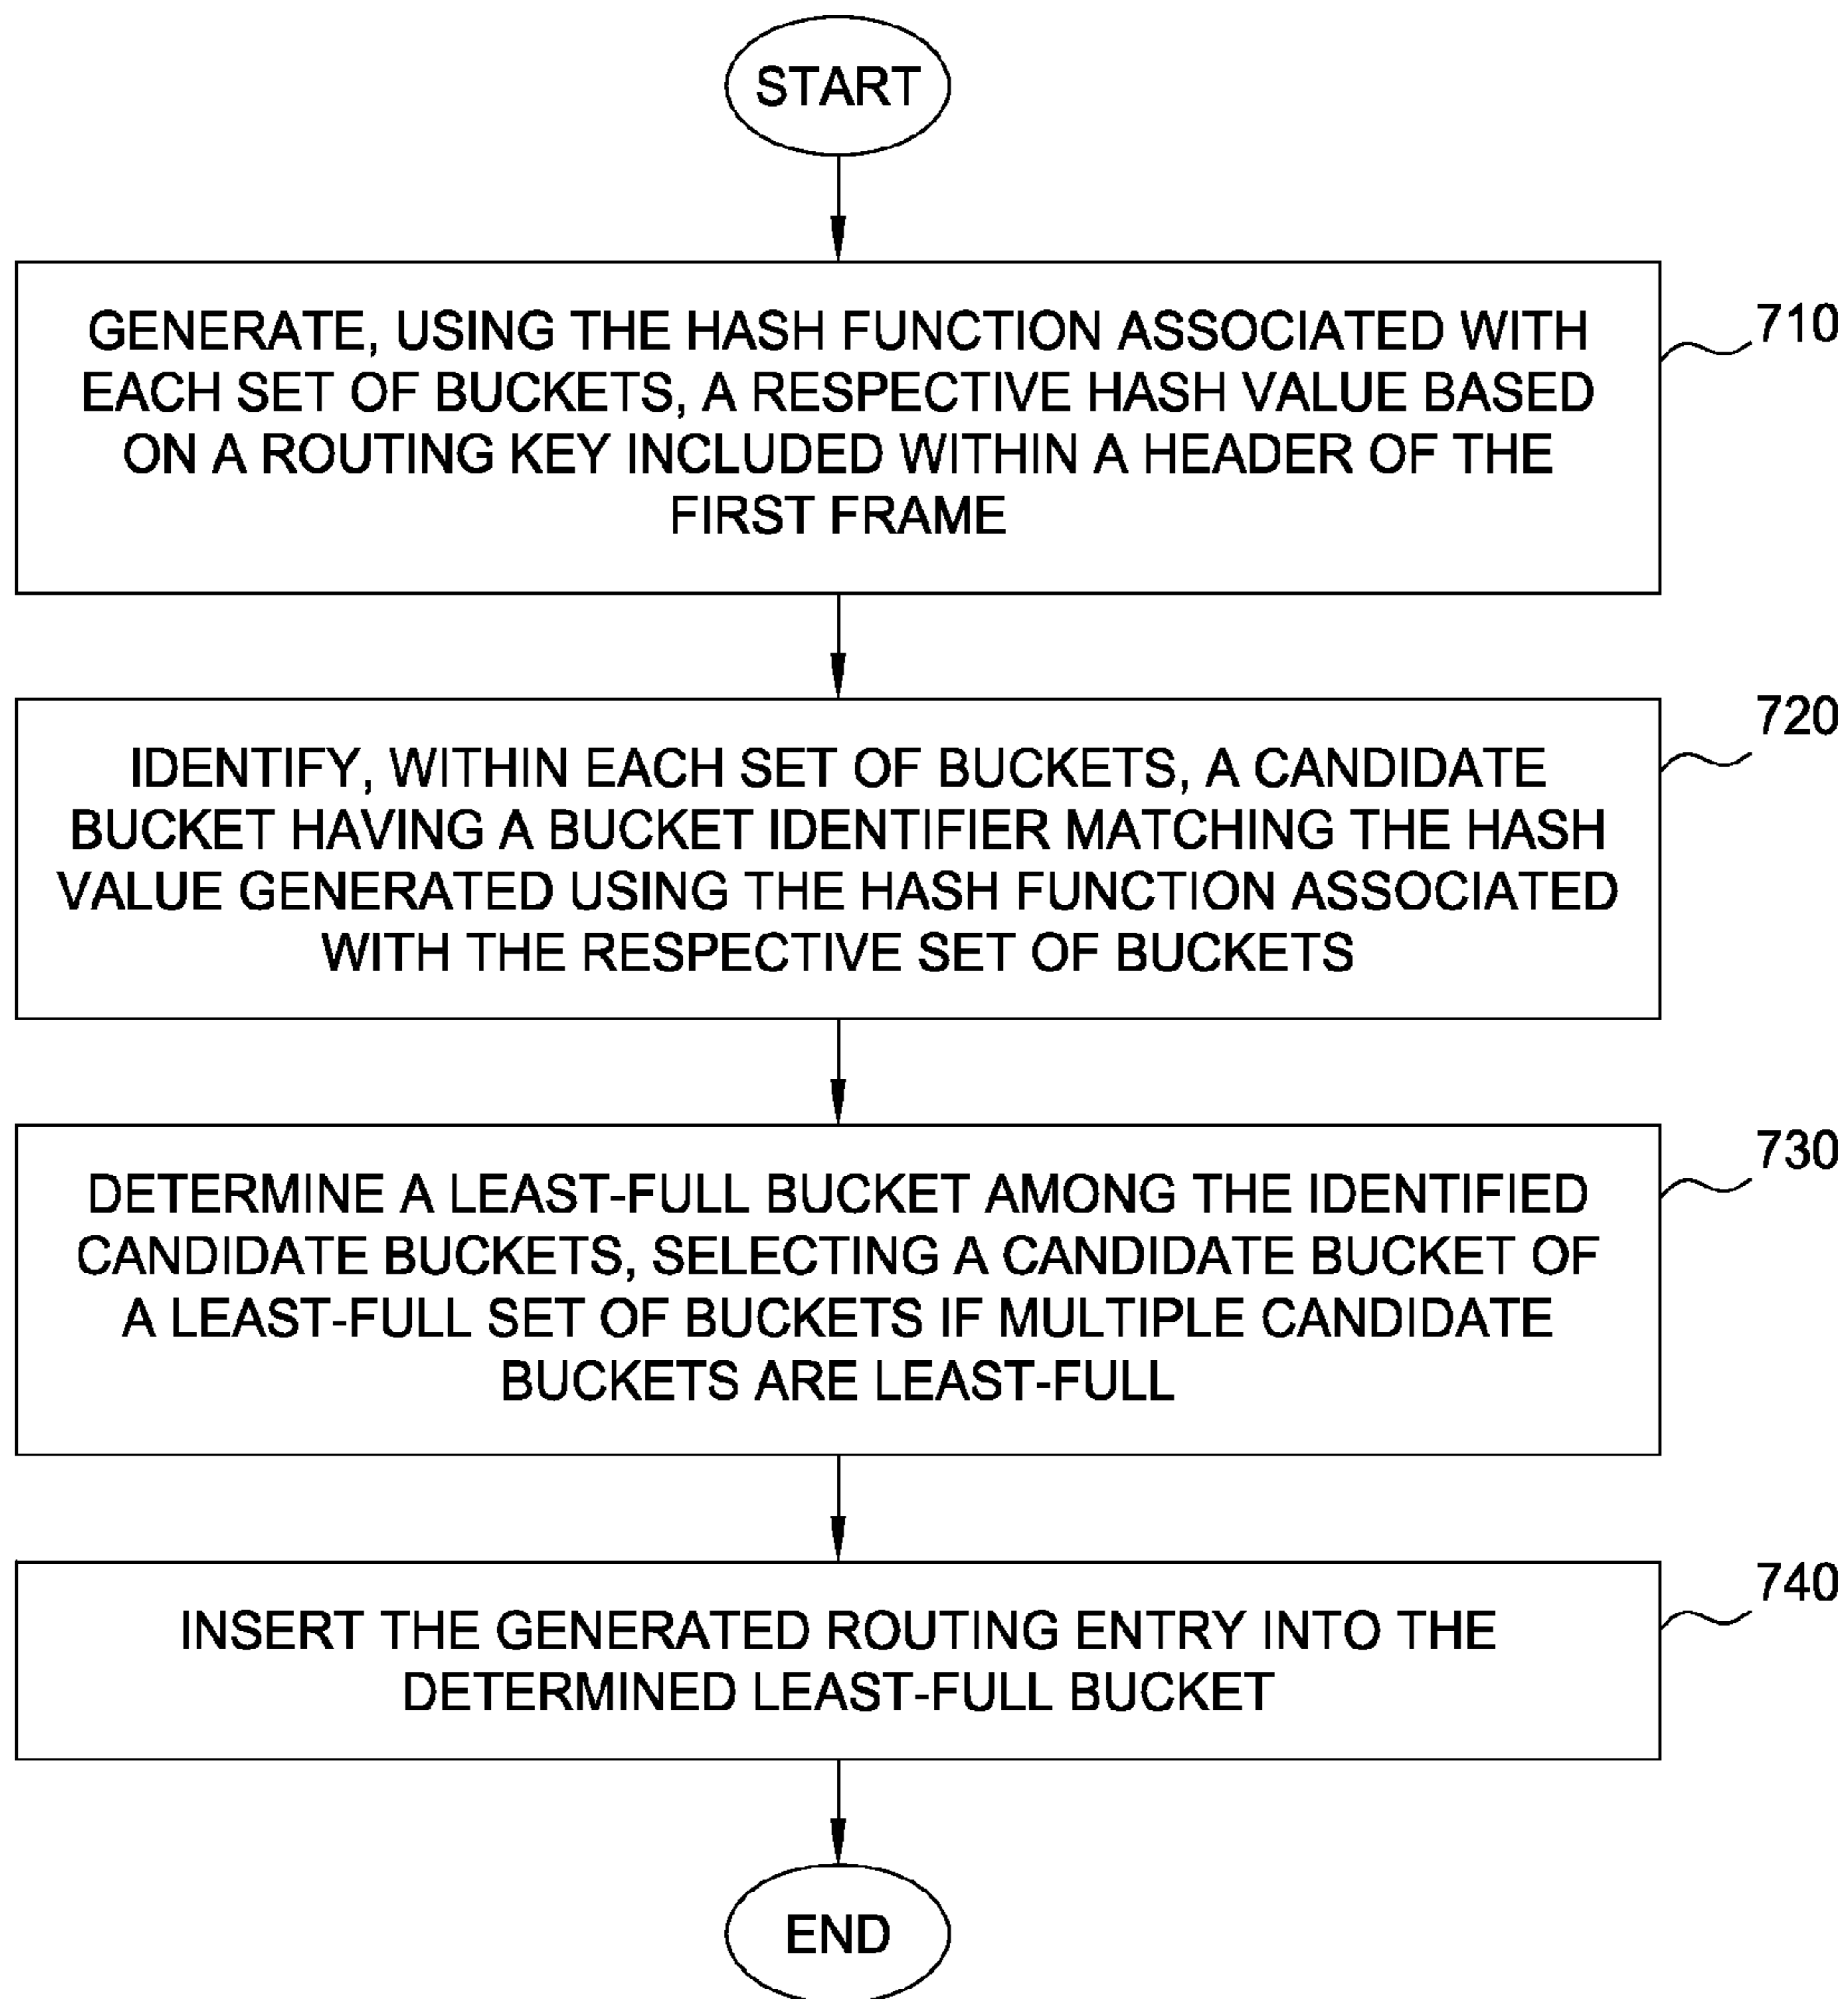 START
GENERATE, USING THE HASH FUNCTION ASSOCIATED WITH
EACH SET OF BUCKETS, A RESPECTIVE HASH VALUE BASED
ON A ROUTING KEY INCLUDED WITHIN A HEADER OF THE
FIRST FRAME
710
IDENTIFY, WITHIN EACH SET OF BUCKETS, A CANDIDATE
BUCKET HAVING A BUCKET IDENTIFIER MATCHING THE HASH
VALUE GENERATED USING THE HASH FUNCTION ASSOCIATED
WITH THE RESPECTIVE SET OF BUCKETS
720
DETERMINE A LEAST-FULL BUCKET AMONG THE IDENTIFIED
CANDIDATE BUCKETS, SELECTING A CANDIDATE BUCKET OF
A LEAST-FULL SET OF BUCKETS IF MULTIPLE CANDIDATE
BUCKETS ARE LEAST-FULL
730
INSERT THE GENERATED ROUTING ENTRY INTO THE
DETERMINED LEAST-FULL BUCKET
740
END